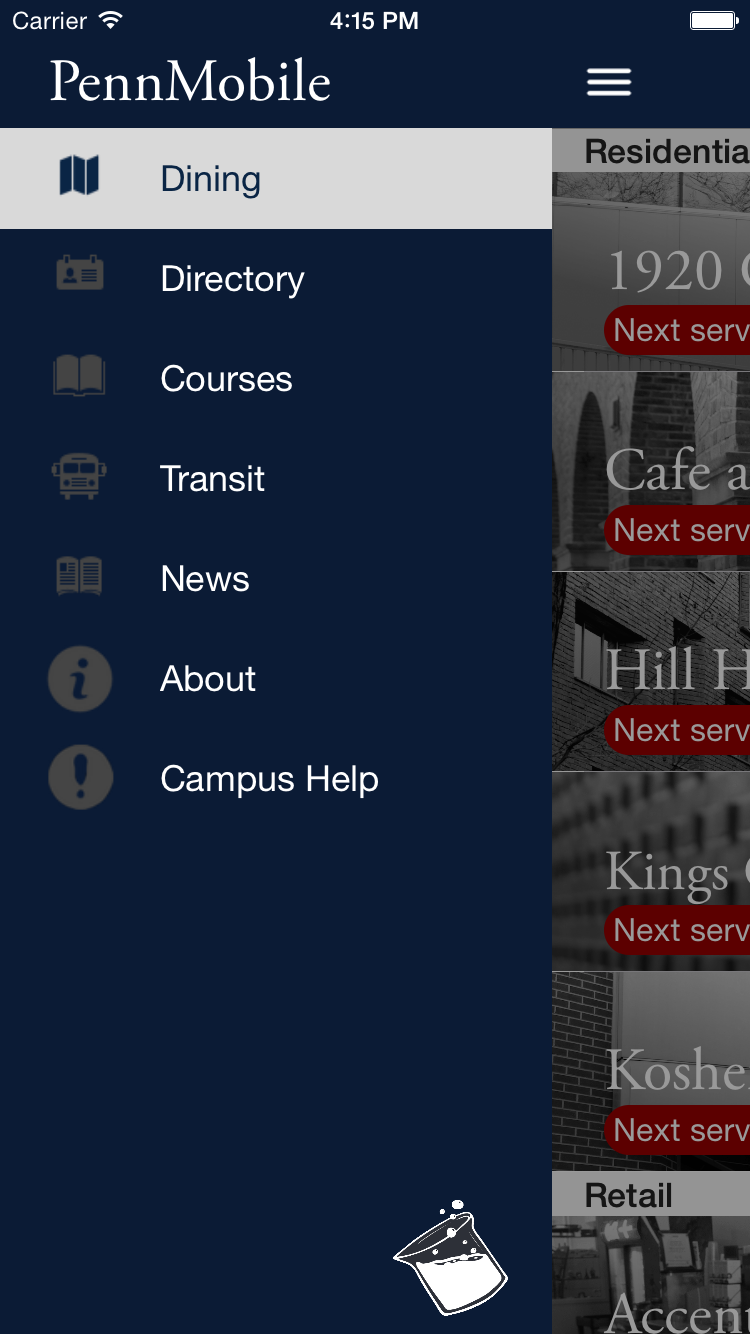 Carrier 4:15 PM
PennMobile
Dining
Directory
Courses
Transit
News
About
Campus Help
Residentia
1920
Next serv
Cafe a
Next serv
Hill H
Next serv
Kings
Next serv
Koshe
Next serv
Retail
Accen